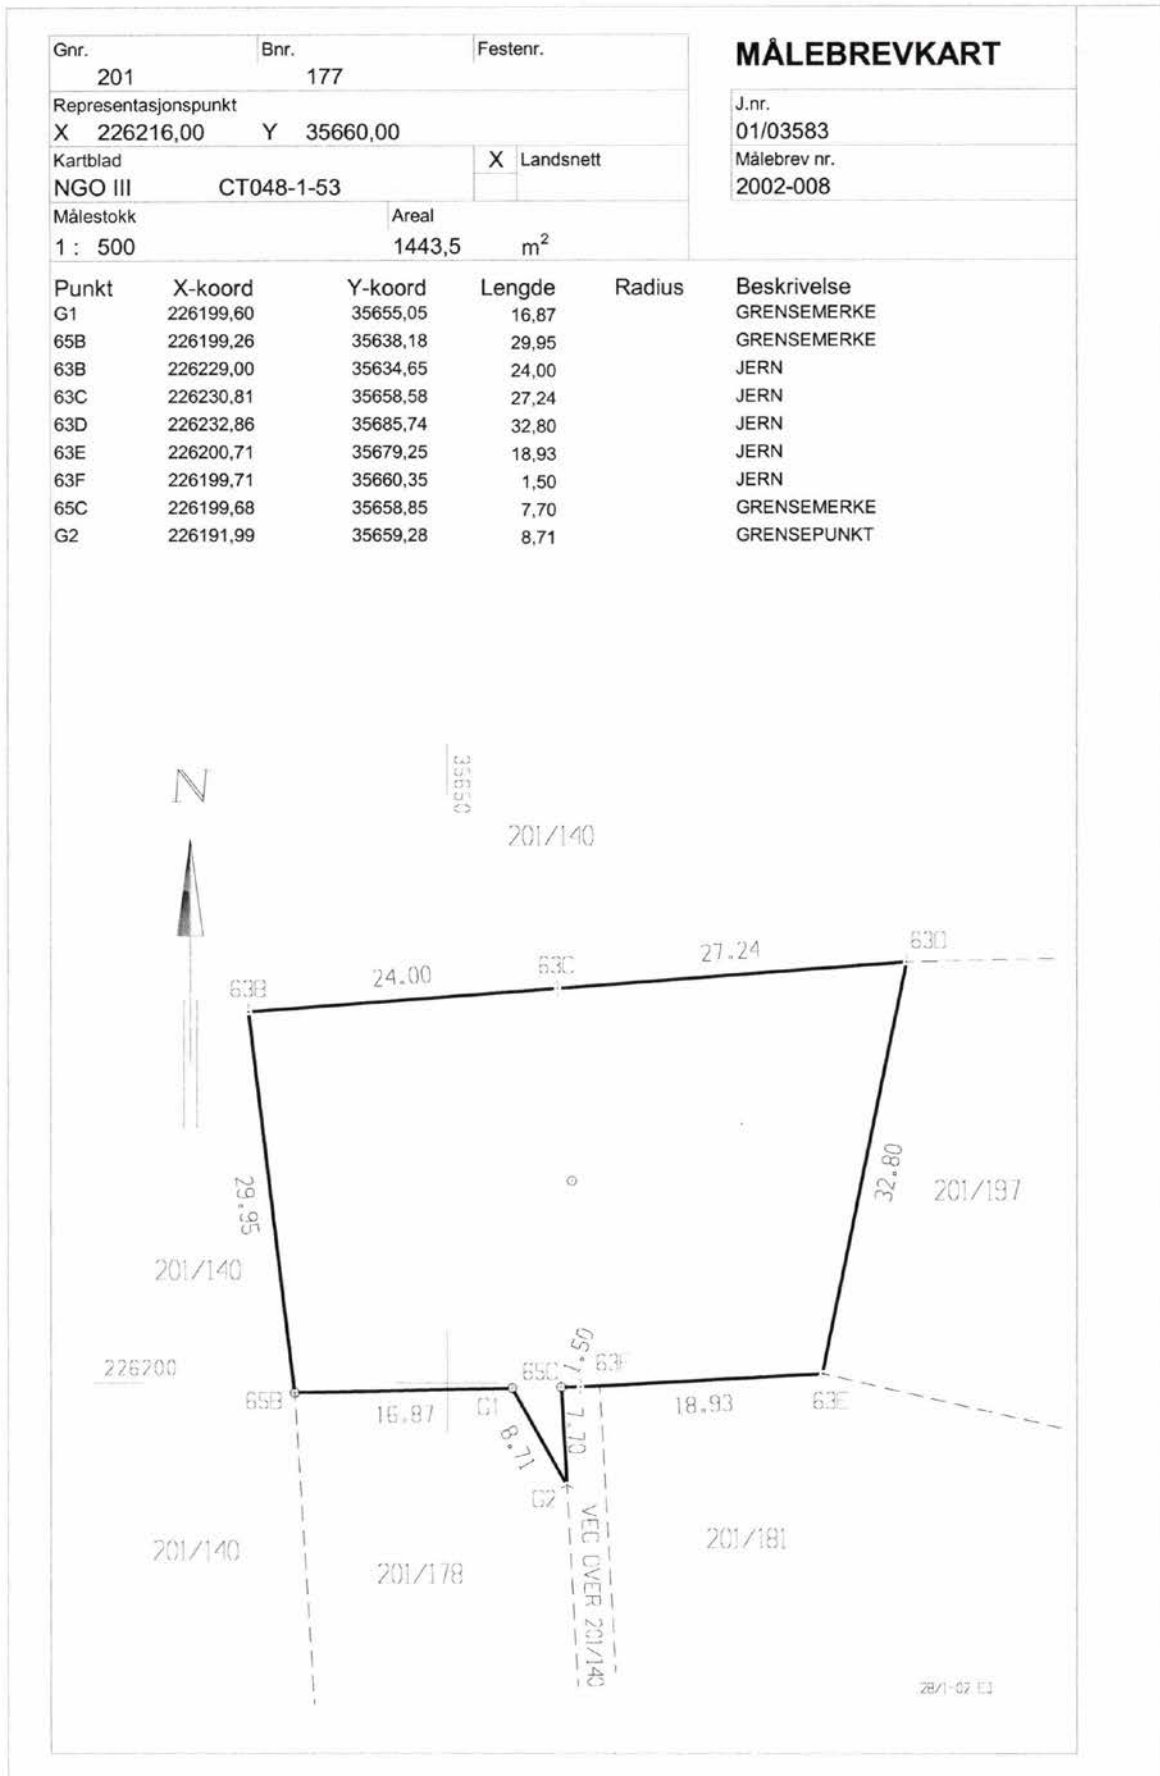 Gnr. Bnr. Festenr. MÅLEBREVKART
201 177
Representasjonspunkt J.nr.
X 226216,00 Y 35660,00 01/03583
Kartblad X Landsnett Målebrev nr.
NGO III CT048-1-53 2002-008
Målestokk Areal
1 : 500 1443,5 m²
Punkt X-koord Y-koord Lengde Radius Beskrivelse
G1 226199,60 35655,05 16,87 GRENSEMERKE
65B 226199,26 35638,18 29,95 GRENSEMERKE
63B 226229,00 35634,65 24,00 JERN
63C 226230,81 35658,58 27,24 JERN
63D 226232,86 35685,74 32,80 JERN
63E 226200,71 35679,25 18,93 JERN
63F 226199,71 35660,35 1,50 JERN
65C 226199,68 35658,85 7,70 GRENSEMERKE
G2 226191,99 35659,28 8,71 GRENSEPUNKT
N
35650
201/140
63D
27.24
63C
24.00
63B
32.80
201/197
29.95
201/140
226200
1.50
65C 63F
65B
16.87
G1
18.93
63E
8.71
7.70
G2
VEG OVER 201/140
201/140
201/178
201/181
28/1-02 EJ